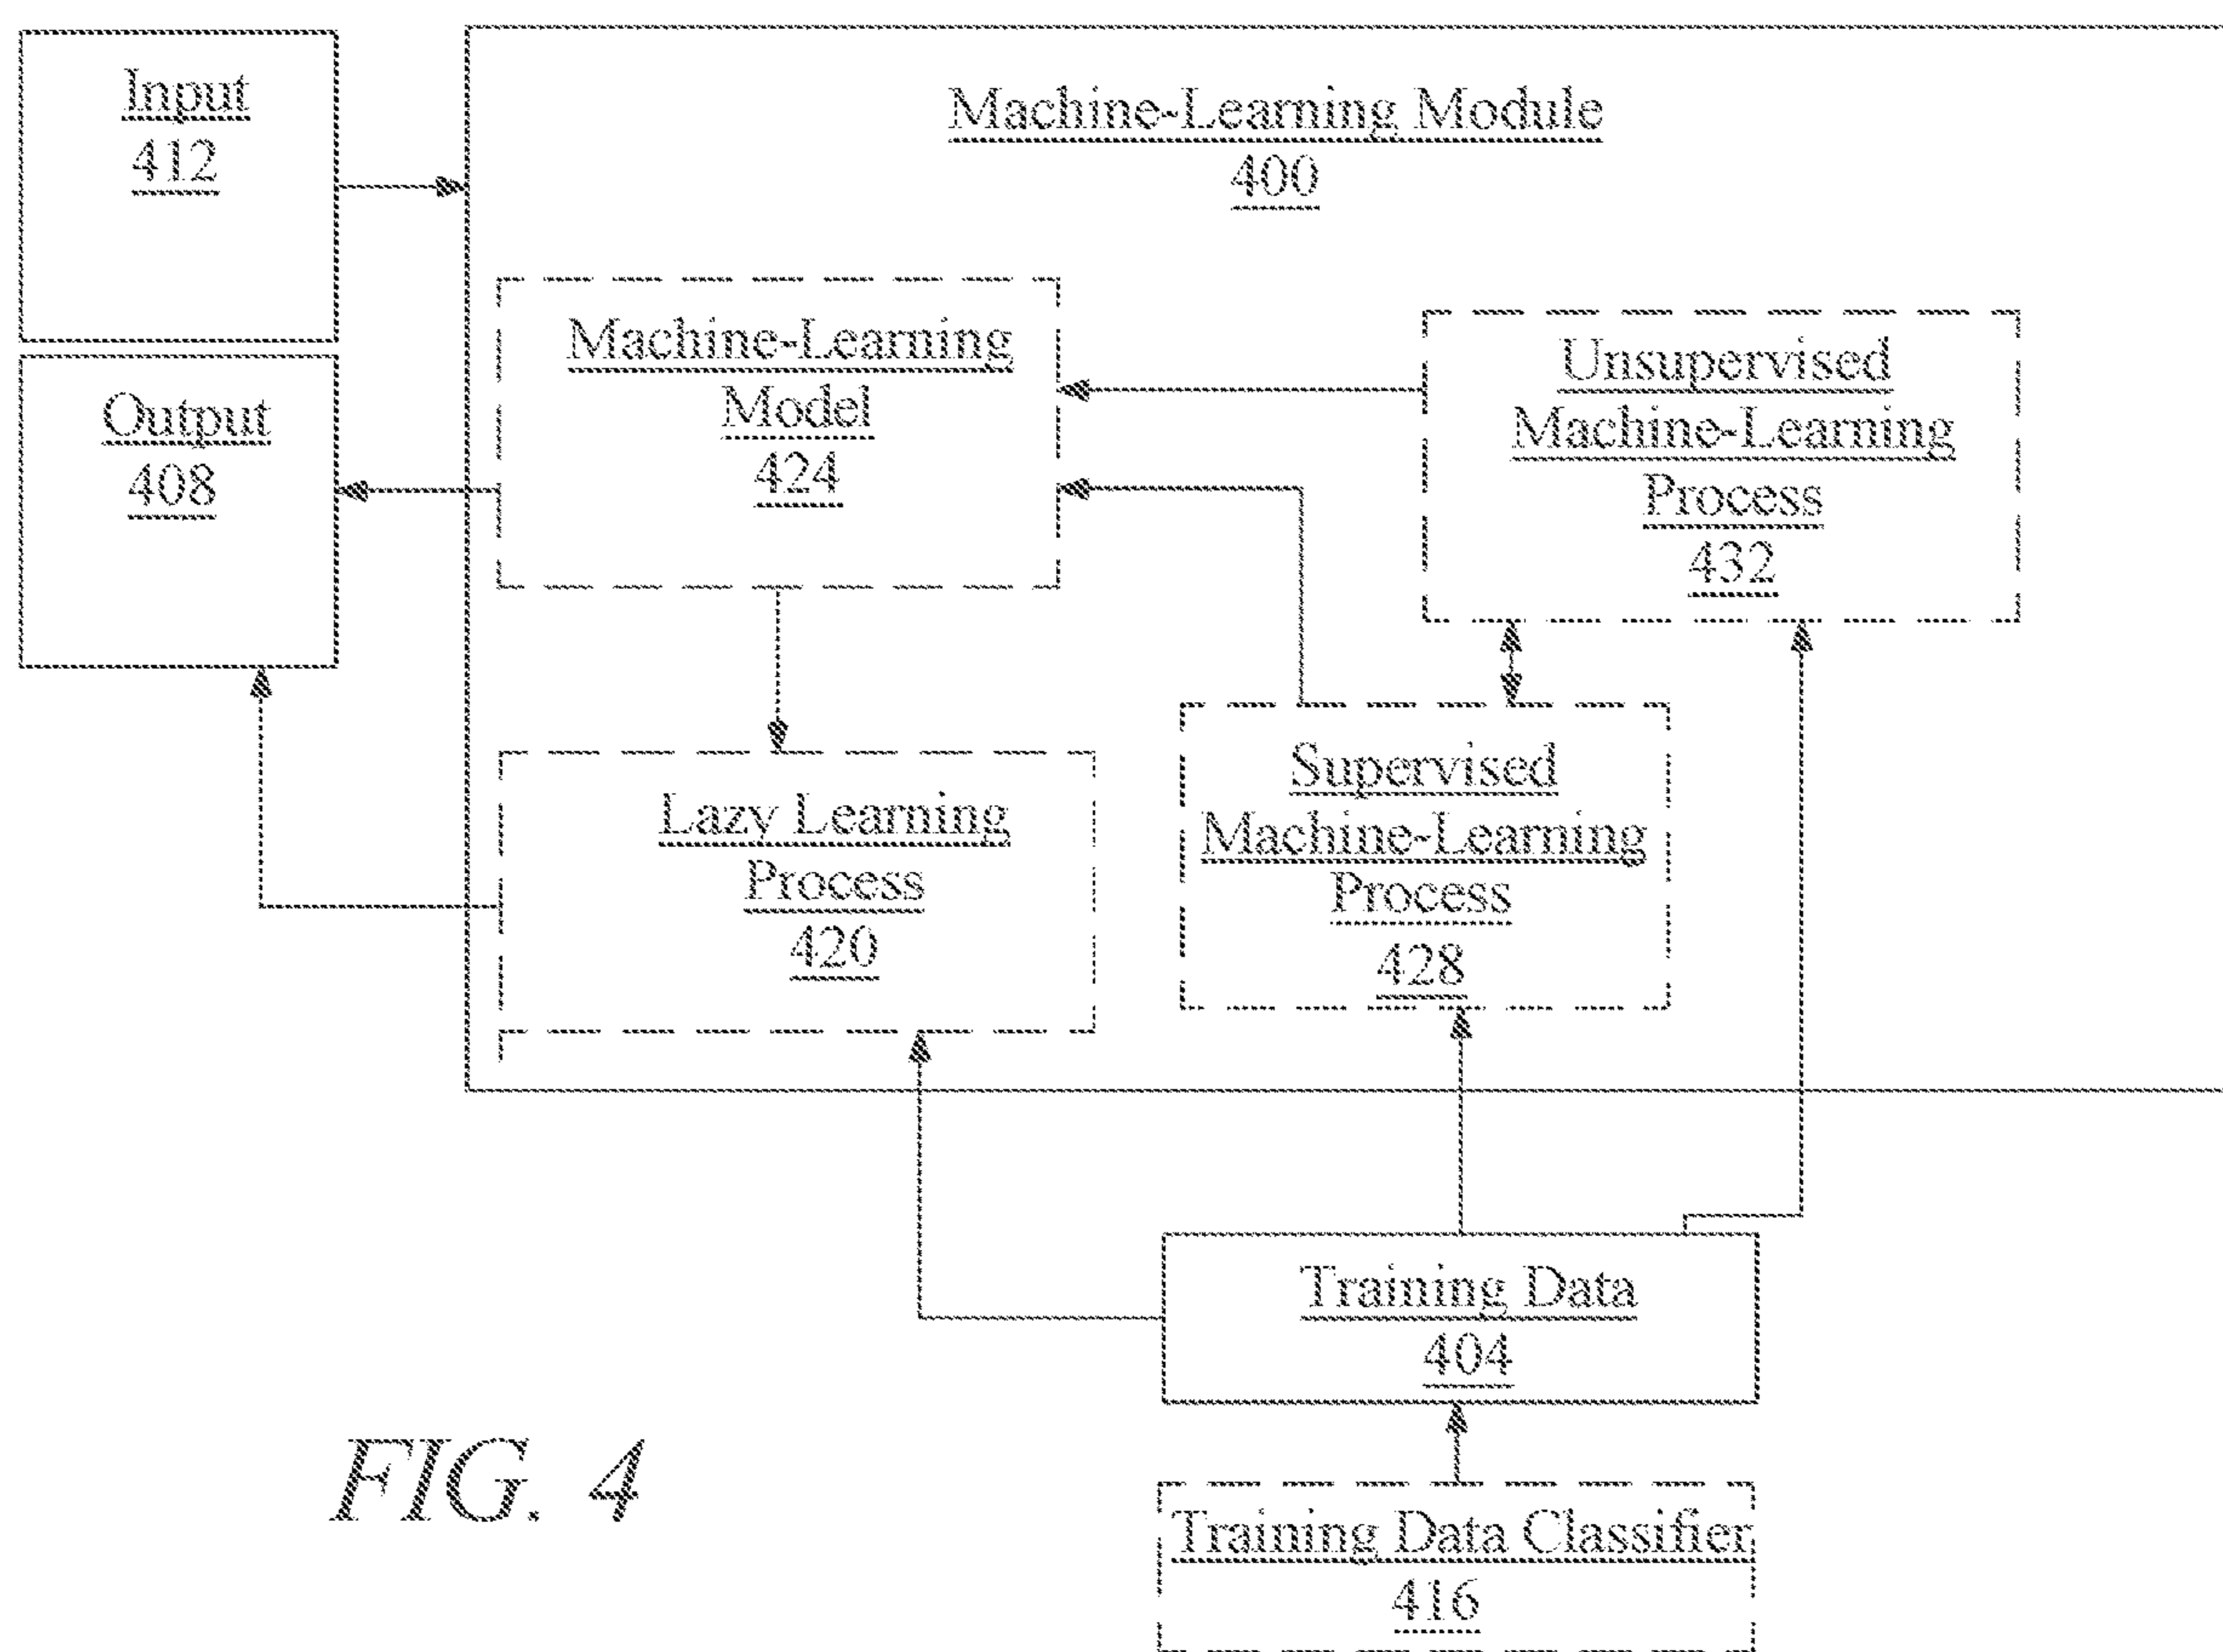 Input
412
Machine-Learning Module
400
Output
408
Machine-Learning
Model
424
Unsupervised
Machine-Learning
Process
432
Lazy Learning
Process
420
Supervised
Machine-Learning
Process
428
Training Data
404
Training Data Classifier
416
FIG. 4